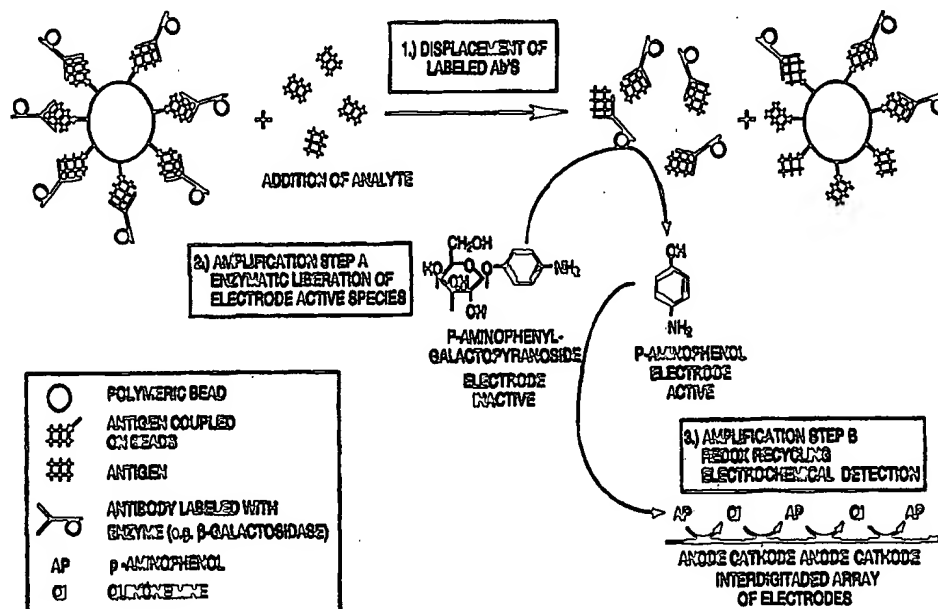 1.) DISPLACEMENT OF
LABELED Ab'S
+
+
ADDITION OF ANALYTE
2.) AMPLIFICATION STEP A
ENZYMATIC LIBERATION OF
ELECTRODE ACTIVE SPECIES
CH₂OH
O
HO
OH
O
NH₂
OH
P-AMINOPHENYL-
GALACTOPYRANOSIDE
ELECTRODE
INACTIVE
OH
NH₂
P-AMINOPHENOL
ELECTRODE
ACTIVE
POLYMERIC BEAD
ANTIGEN COUPLED
ON BEADS
ANTIGEN
ANTIBODY LABELED WITH
ENZYME (e.g. β-GALACTOSIDASE)
AP p-AMINOPHENOL
QI QUINONEIMINE
3.) AMPLIFICATION STEP B
REDOX RECYCLING
ELECTROCHEMICAL DETECTION
AP QI AP QI AP
ANODE CATHODE ANODE CATHODE
INTERDIGITADED ARRAY
OF ELECTRODES